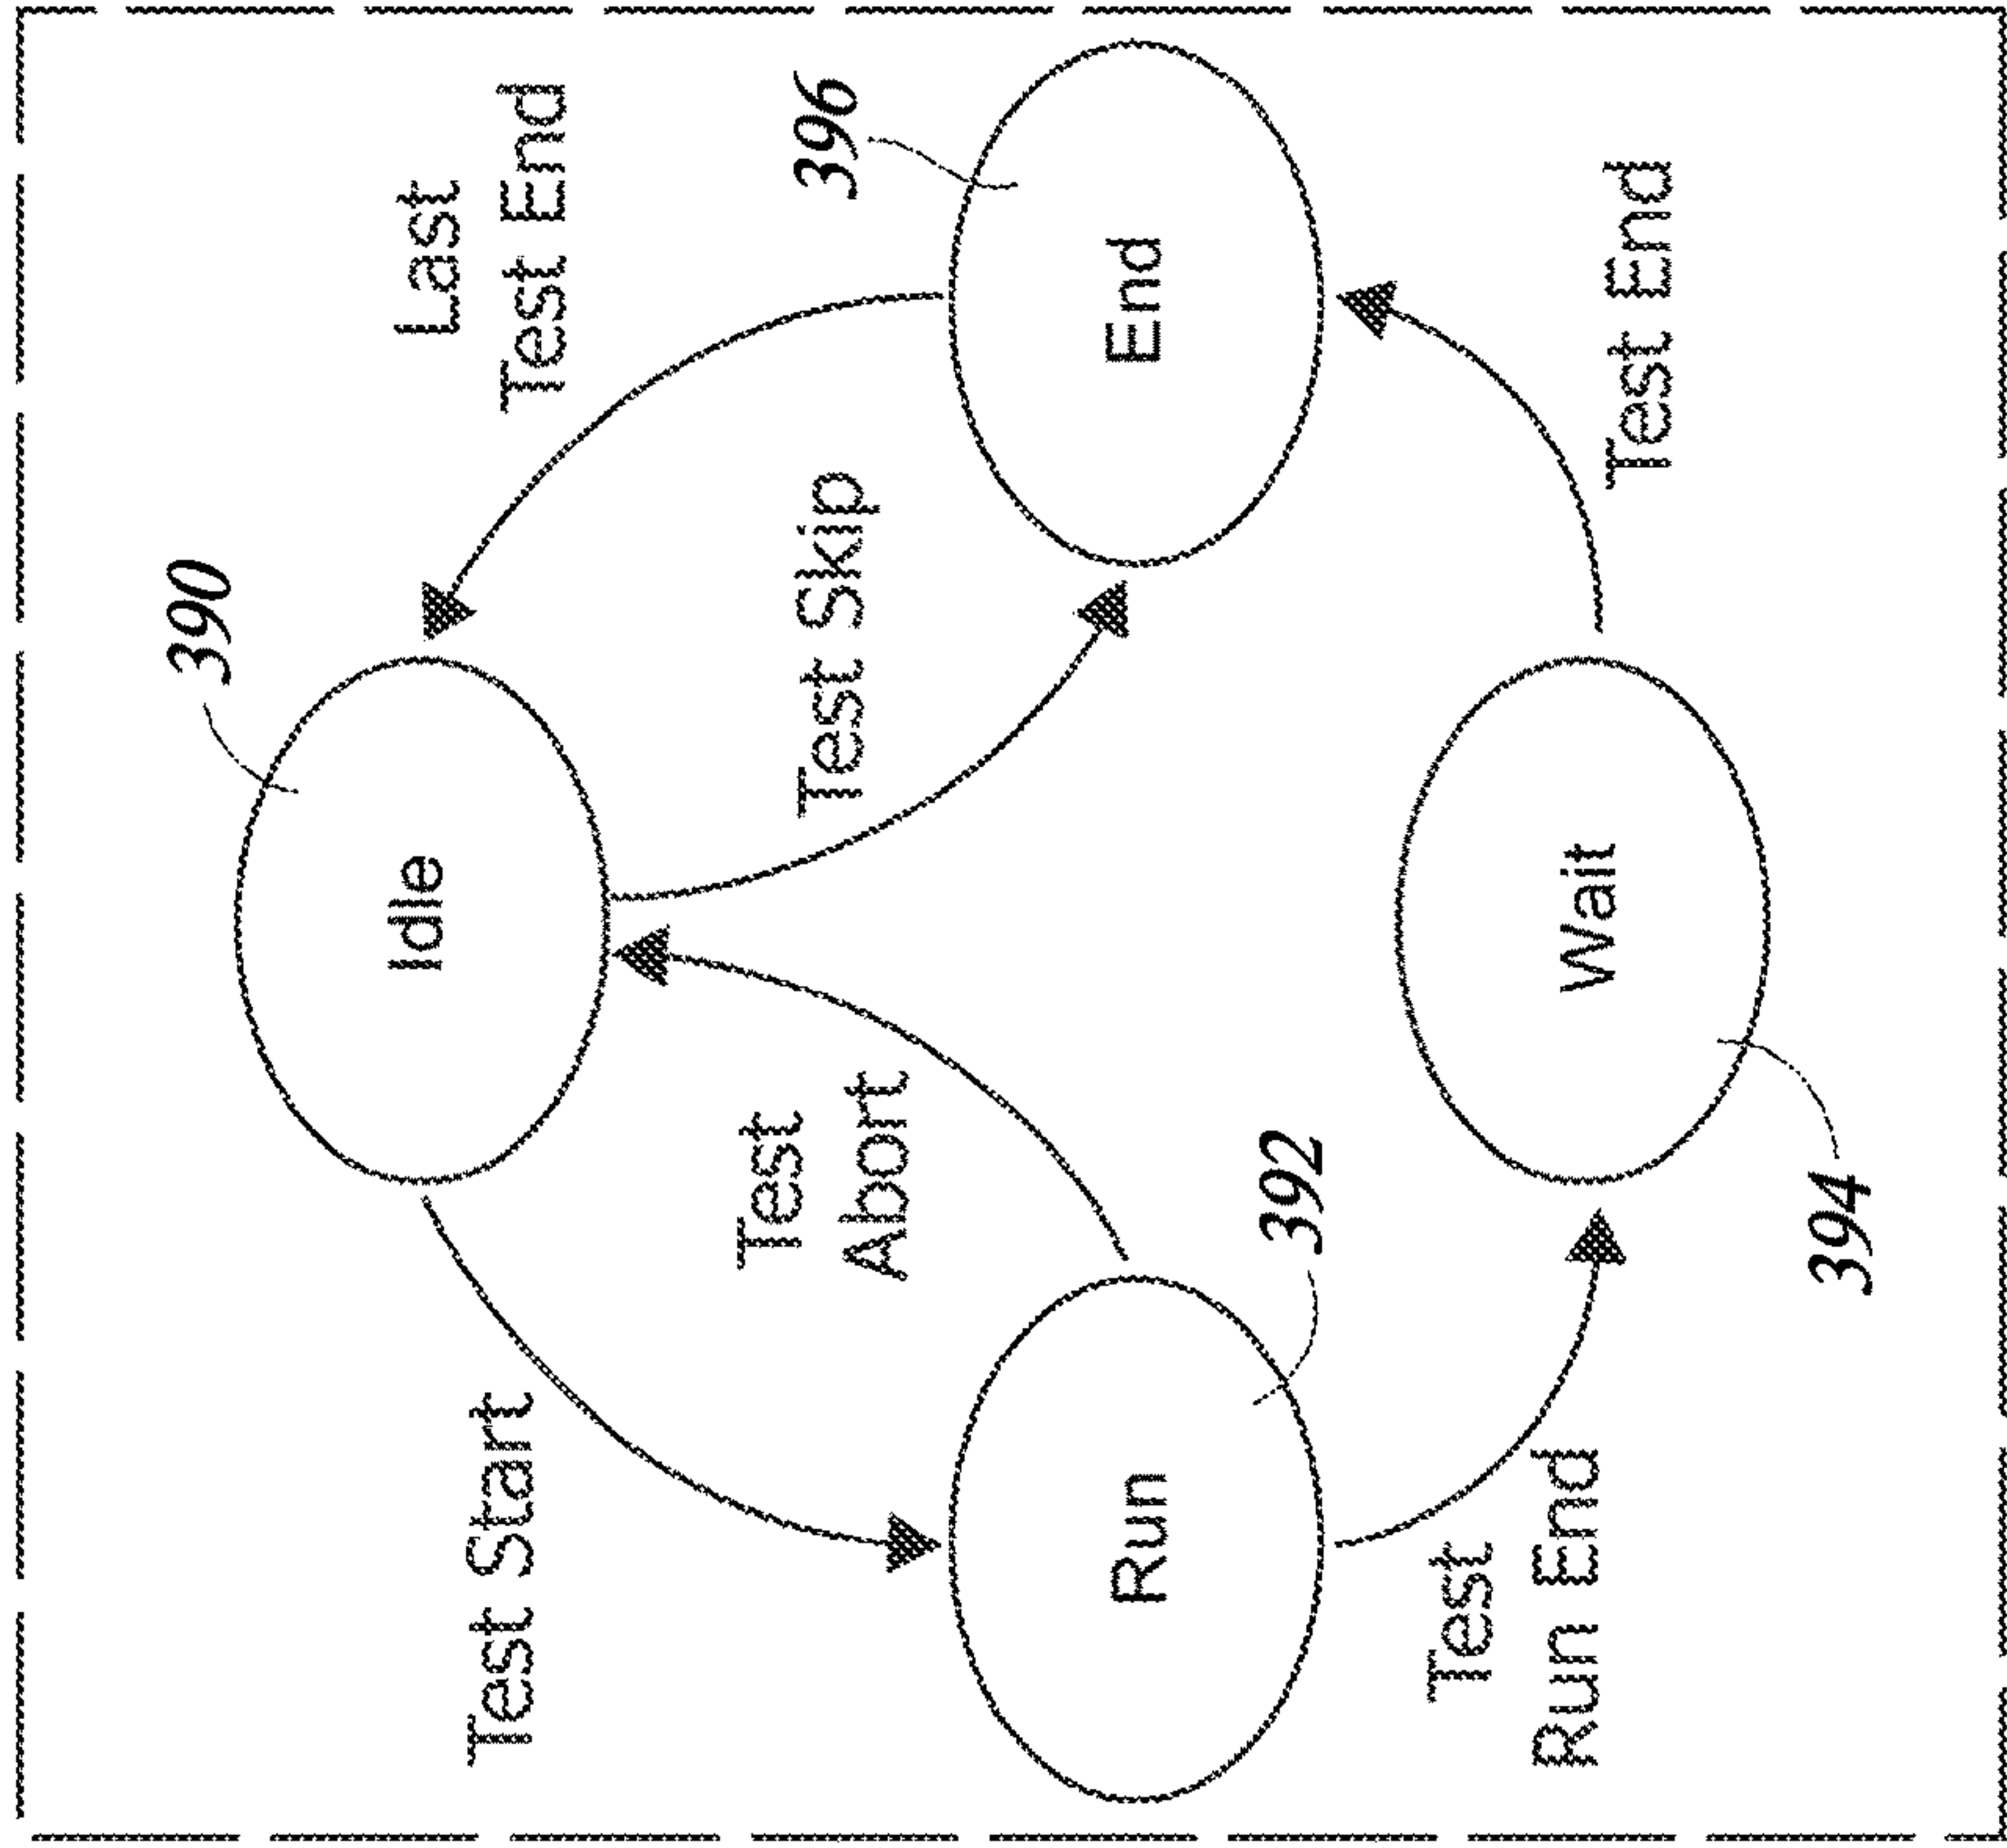 390
Idle
Test Start
Last
Test End
Test
Abort
Test Skip
396
Run
End
392
Test
Run End
Wait
Test End
394